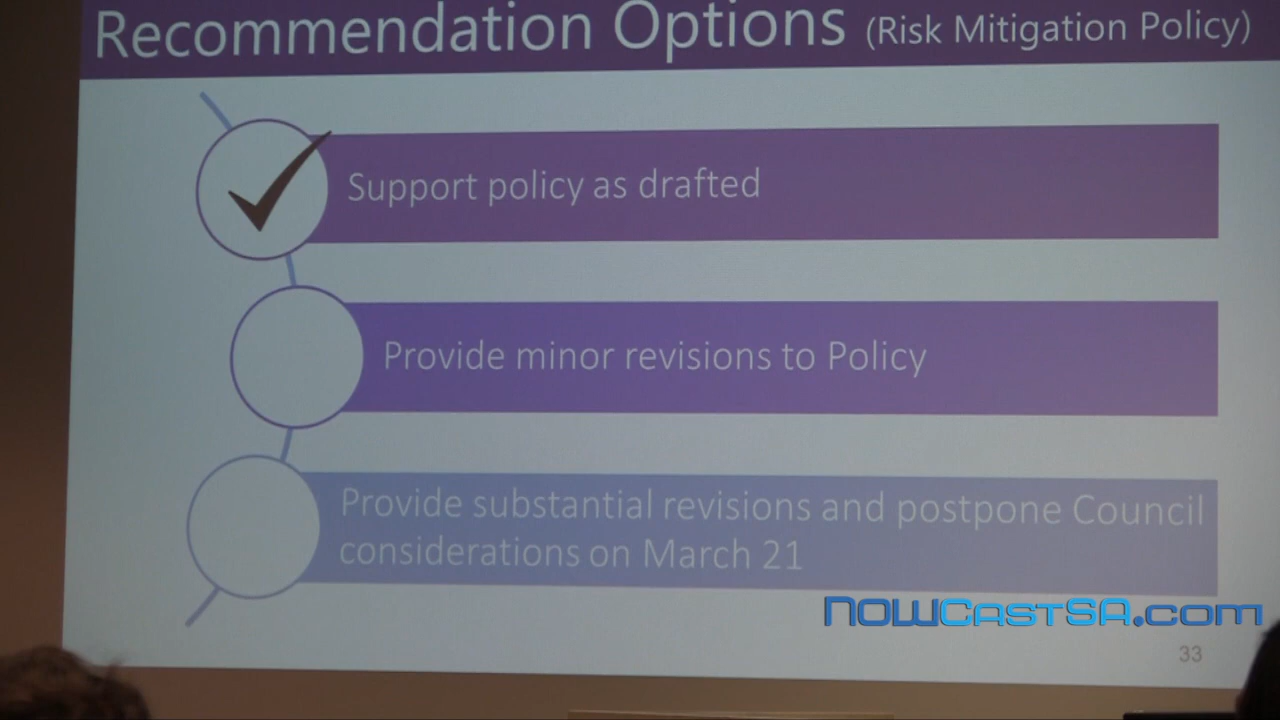 Recommendation Options (Risk Mitigation Policy)
Support policy as drafted
Provide minor revisions to Policy
Provide substantial revisions and postpone Council
considerations on March 21
NOWCASTSA.com
33